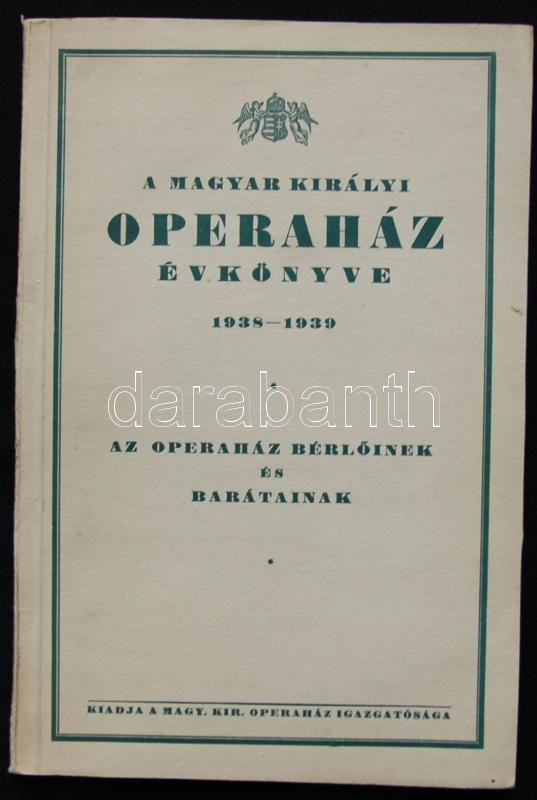 A MAGYAR KIRÁLYI
OPERAHÁZ
ÉVKÖNYVE
1938—1939
*
darabanth
AZ OPERAHÁZ BÉRLŐINEK
ÉS
BARÁTAINAK
*
KIADJA A MAGY. KIR. OPERAHÁZ IGAZGATÓSÁGA